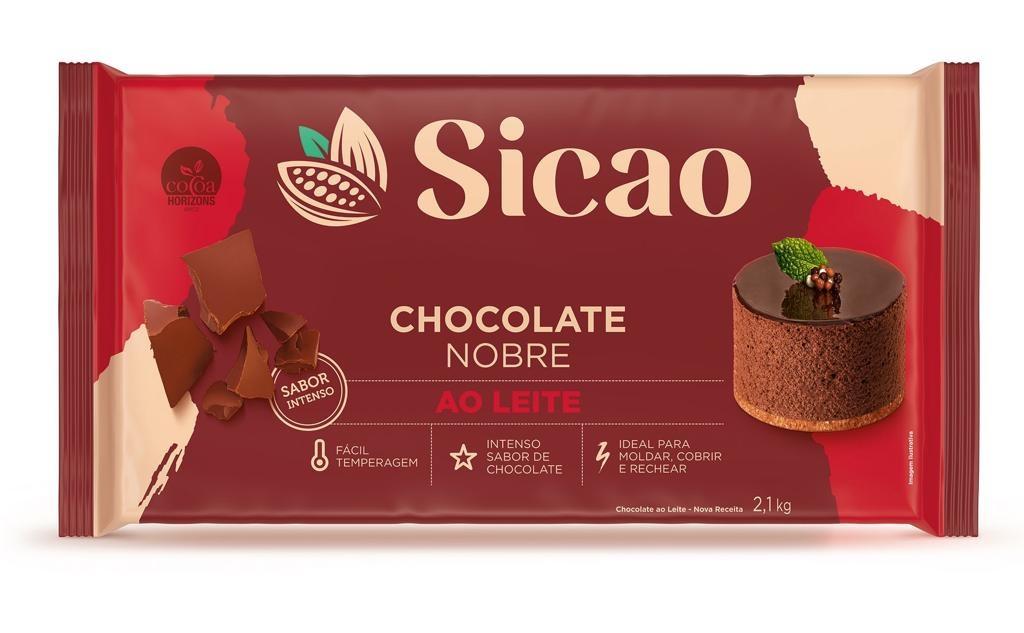 Sicao
cocoa
HORIZONS
CHOCOLATE
NOBRE
SABOR
INTENSO
AO LEITE
FÁCIL
TEMPERAGEM
INTENSO
SABOR DE
CHOCOLATE
IDEAL PARA
MOLDAR, COBRIR
E RECHEAR
Imagem Ilustrativa
Chocolate ao Leite - Nova Receita 2,1 kg